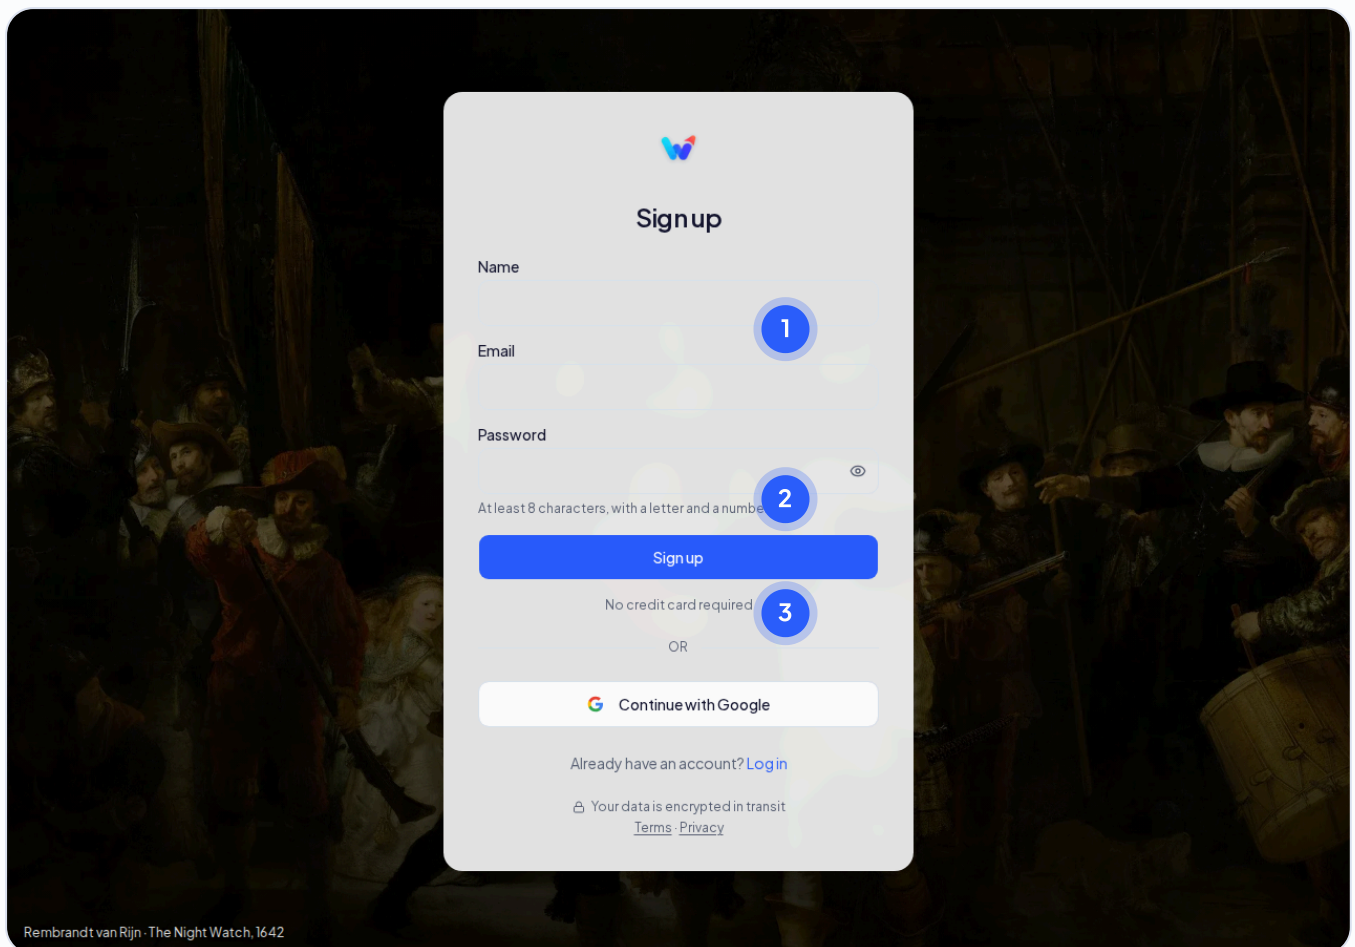 Sign up
Name
1
Email
Password
2
At least 8 characters, with a letter and a numbe
Sign up
No credit card required
3
OR
Continue with Google
Already have an account? Log in
Your data is encrypted in transit
Terms · Privacy
Rembrandt van Rijn · The Night Watch, 1642